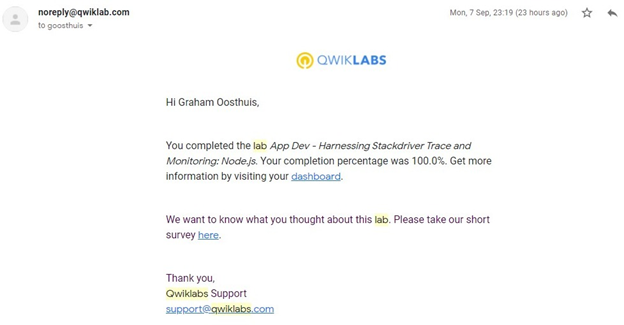 noreply@qwiklab.com
Mon, 7 Sep, 23:19 (23 hours ago)
to goosthuis
QWIKLABS
Hi Graham Oosthuis,
You completed the lab App Dev - Harnessing Stackdriver Trace and
Monitoring: Node.js. Your completion percentage was 100.0%. Get more
information by visiting your dashboard.
We want to know what you thought about this lab. Please take our short
survey here.
Thank you,
Qwiklabs Support
support@qwiklabs.com